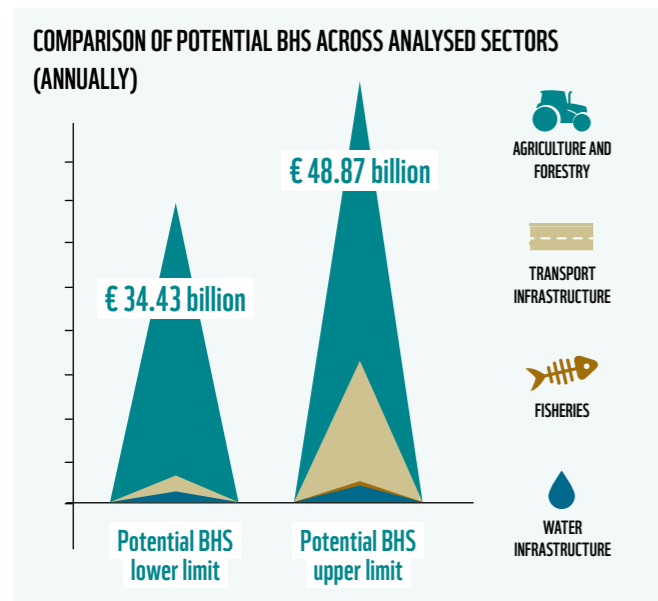 COMPARISON OF POTENTIAL BHS ACROSS ANALYSED SECTORS
(ANNUALLY)
€ 34.43 billion
€ 48.87 billion
Potential BHS
lower limit
Potential BHS
upper limit
AGRICULTURE AND
FORESTRY
TRANSPORT
INFRASTRUCTURE
FISHERIES
WATER
INFRASTRUCTURE